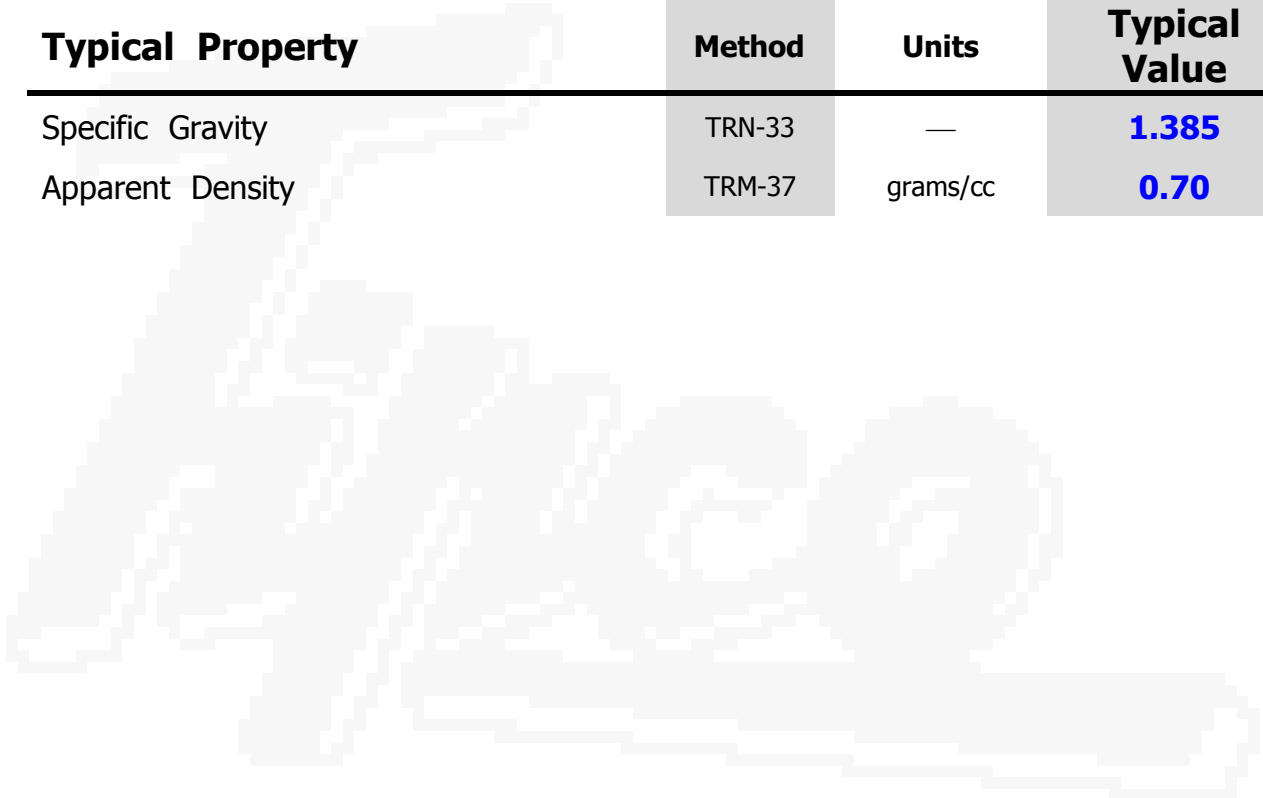 Typical Property Method Units Typical Value
Specific Gravity TRN-33 — 1.385
Apparent Density TRM-37 grams/cc 0.70